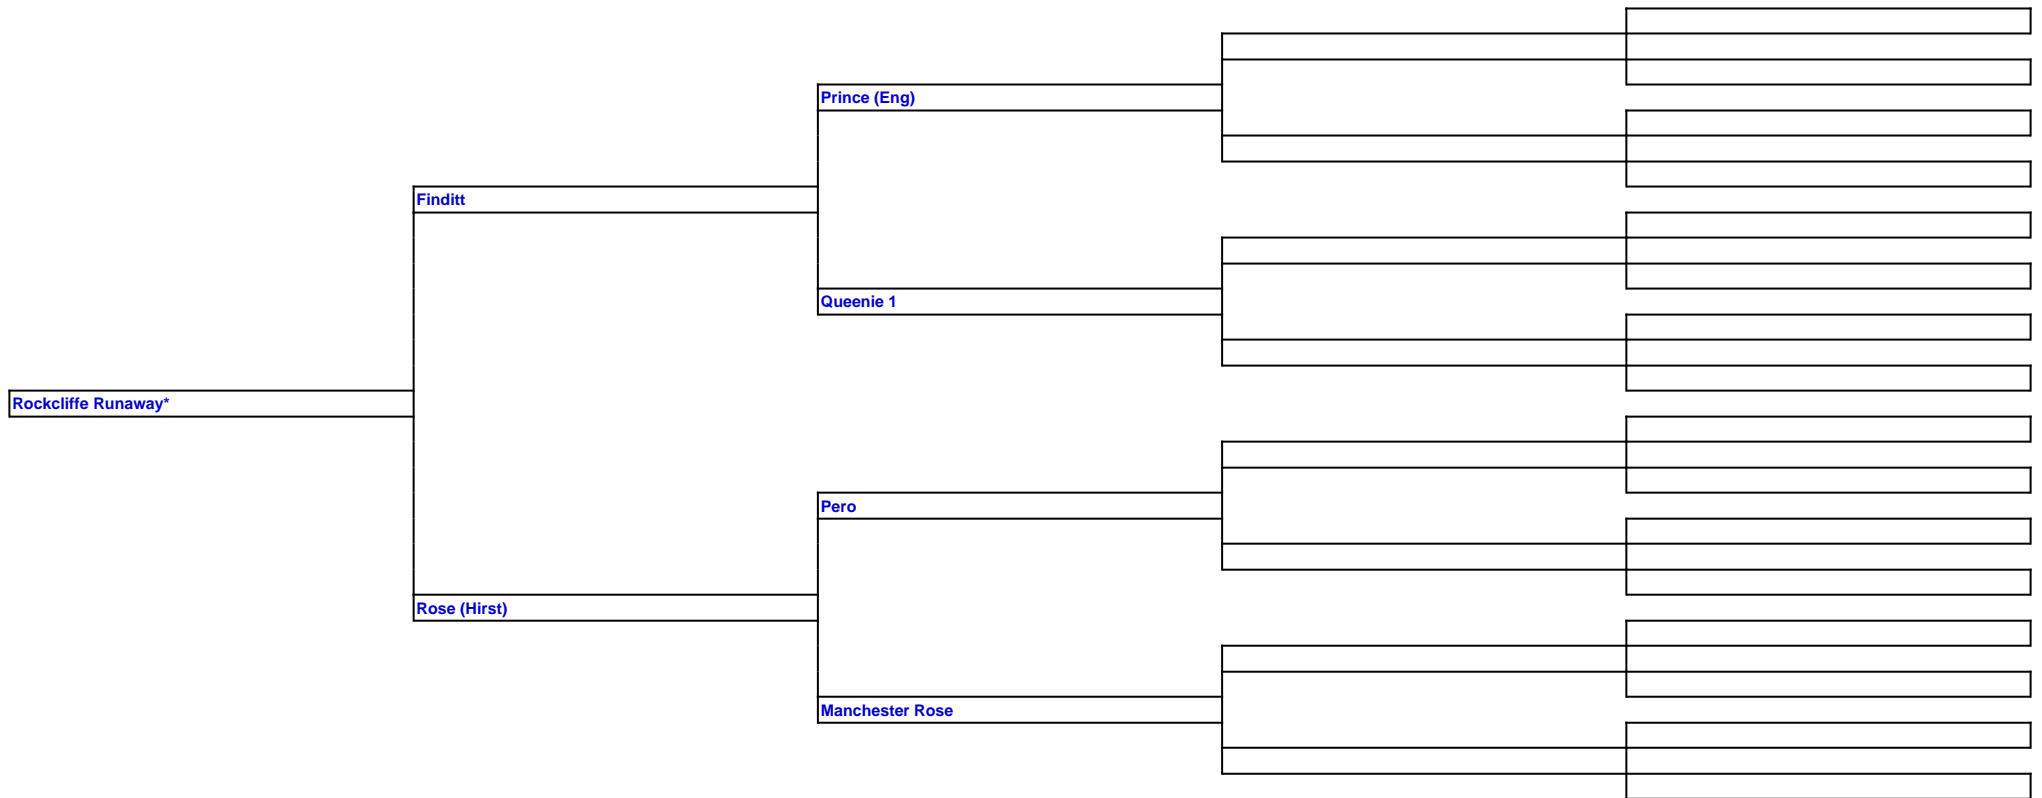 Prince (Eng)
Finditt
Queenie 1
Rockcliffe Runaway*
Pero
Rose (Hirst)
Manchester Rose